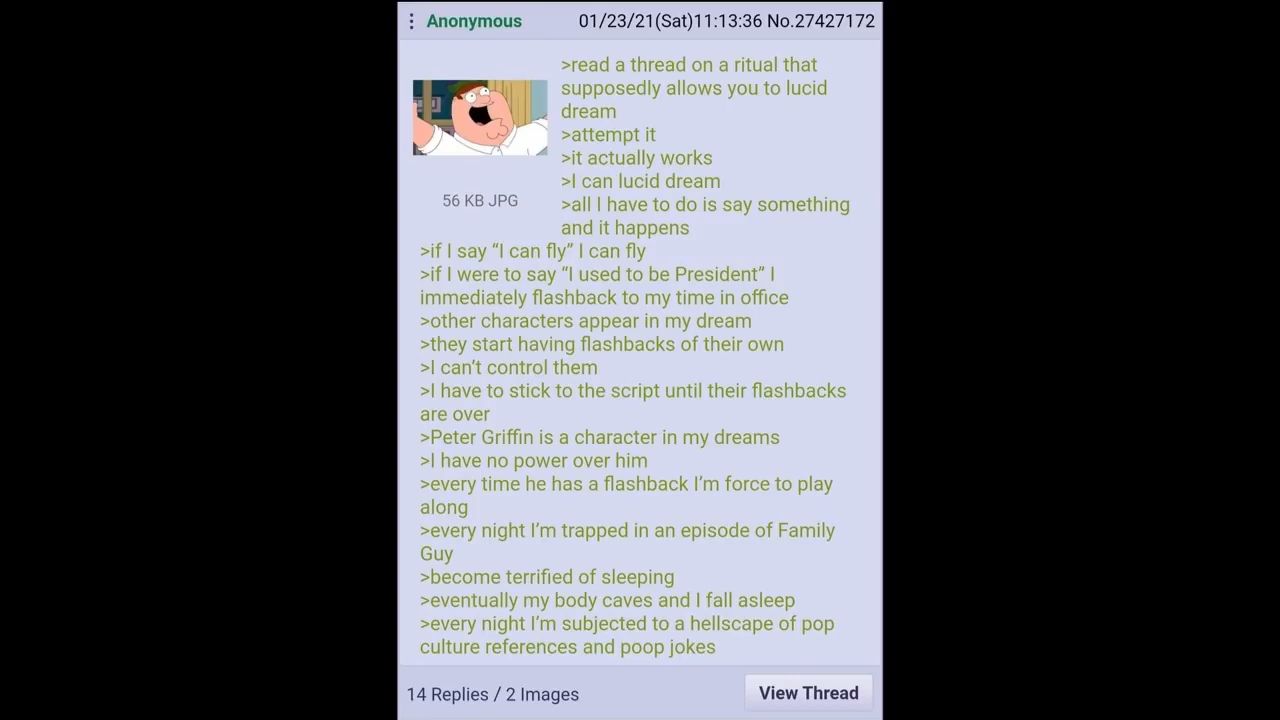 Anonymous 01/23/21(Sat)11:13:36 No.27427172
>read a thread on a ritual that
supposedly allows you to lucid
dream
>attempt it
>it actually works
>I can lucid dream
56 KB JPG
>all I have to do is say something
and it happens
>if I say “I can fly” I can fly
>if I were to say “I used to be President” I
immediately flashback to my time in office
>other characters appear in my dream
>they start having flashbacks of their own
>I can’t control them
>I have to stick to the script until their flashbacks
are over
>Peter Griffin is a character in my dreams
>I have no power over him
>every time he has a flashback I’m force to play
along
>every night I’m trapped in an episode of Family
Guy
>become terrified of sleeping
>eventually my body caves and I fall asleep
>every night I’m subjected to a hellscape of pop
culture references and poop jokes
14 Replies / 2 Images
View Thread